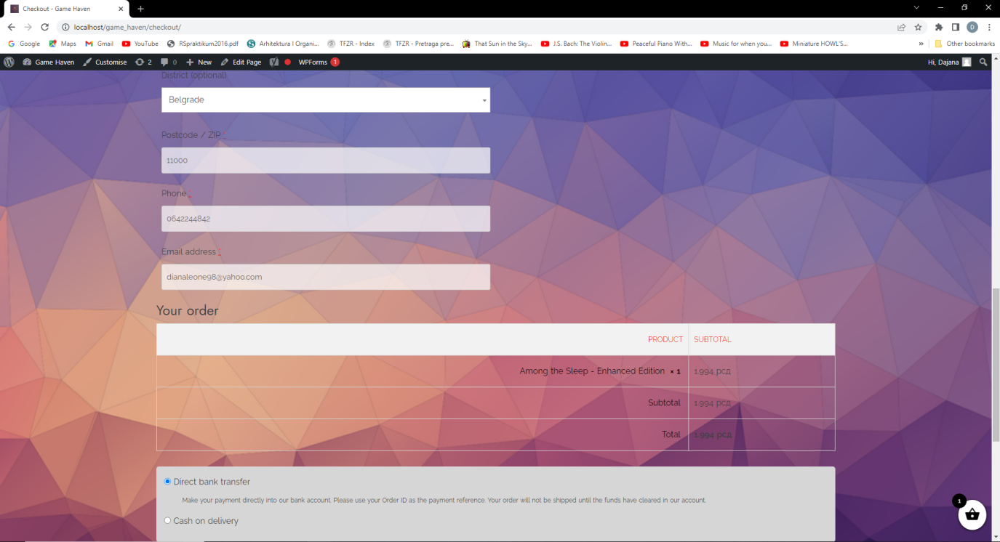 Checkout - Game Haven
localhost/game_haven/checkout/
D
Google Maps Gmail YouTube RSpraktikum2016.pdf Arhitektura I Organi... TFZR - Index TFZR - Pretraga pre... That Sun in the Sky... J.S. Bach: The Violin... Peaceful Piano With... Music for when you... Miniature HOWL'S... » Other bookmarks
Game Haven Customise 2 0 New Edit Page WPForms 1 Hi, Dajana
District (optional)
Belgrade
Postcode / ZIP *
11000
Phone *
0642244842
Email address *
dianaleone98@yahoo.com
Your order
PRODUCT SUBTOTAL
Among the Sleep - Enhanced Edition × 1 1.994 рсд
Subtotal 1.994 рсд
Total 1.994 рсд
Direct bank transfer
Make your payment directly into our bank account. Please use your Order ID as the payment reference. Your order will not be shipped until the funds have cleared in our account.
1
Cash on delivery